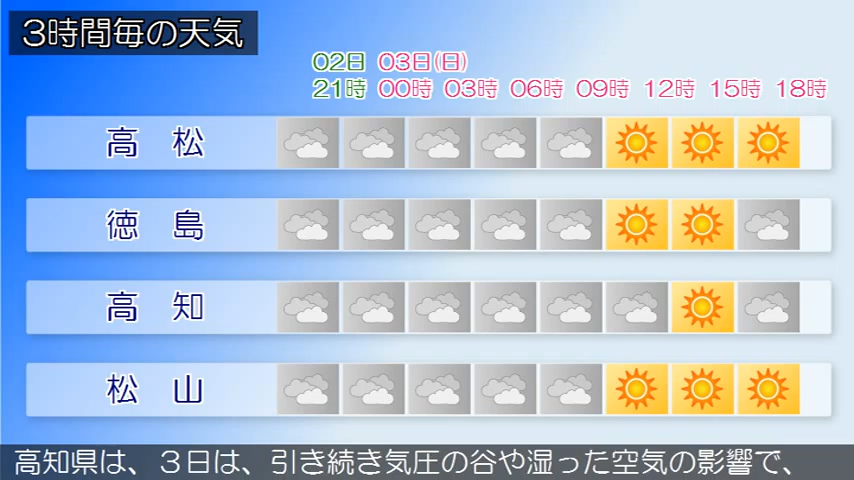 3時間毎の天気
02日 03日(日)
21時 00時 03時 06時 09時 12時 15時 18時
高 松
徳 島
高 知
松 山
高知県は、３日は、引き続き気圧の谷や湿った空気の影響で、